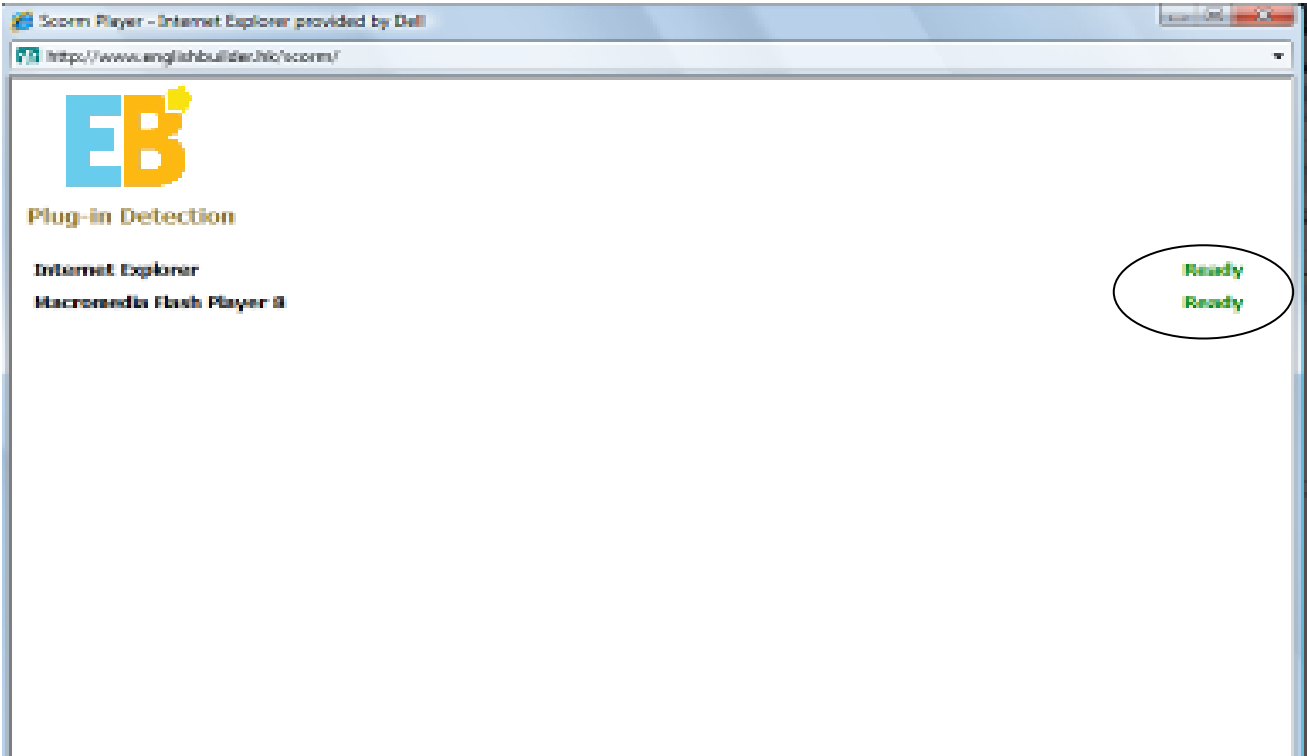 Scorm Player - Internet Explorer provided by Dell
http://www.englishbuilder.hk/scorm/
EB
Plug-in Detection
Internet Explorer Ready
Macromedia Flash Player 8 Ready